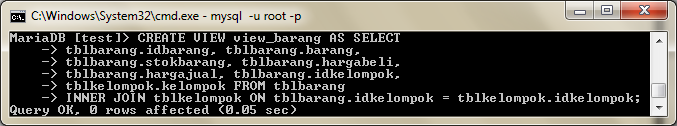 C:\Windows\System32\cmd.exe - mysql -u root -p
MariaDB [test]> CREATE VIEW view_barang AS SELECT
-> tblbarang.idbarang, tblbarang.barang,
-> tblbarang.stokbarang, tblbarang.hargabeli,
-> tblbarang.hargajual, tblbarang.idkelompok,
-> tblkelompok.kelompok FROM tblbarang
-> INNER JOIN tblkelompok ON tblbarang.idkelompok = tblkelompok.idkelompok;
Query OK, 0 rows affected (0.05 sec)